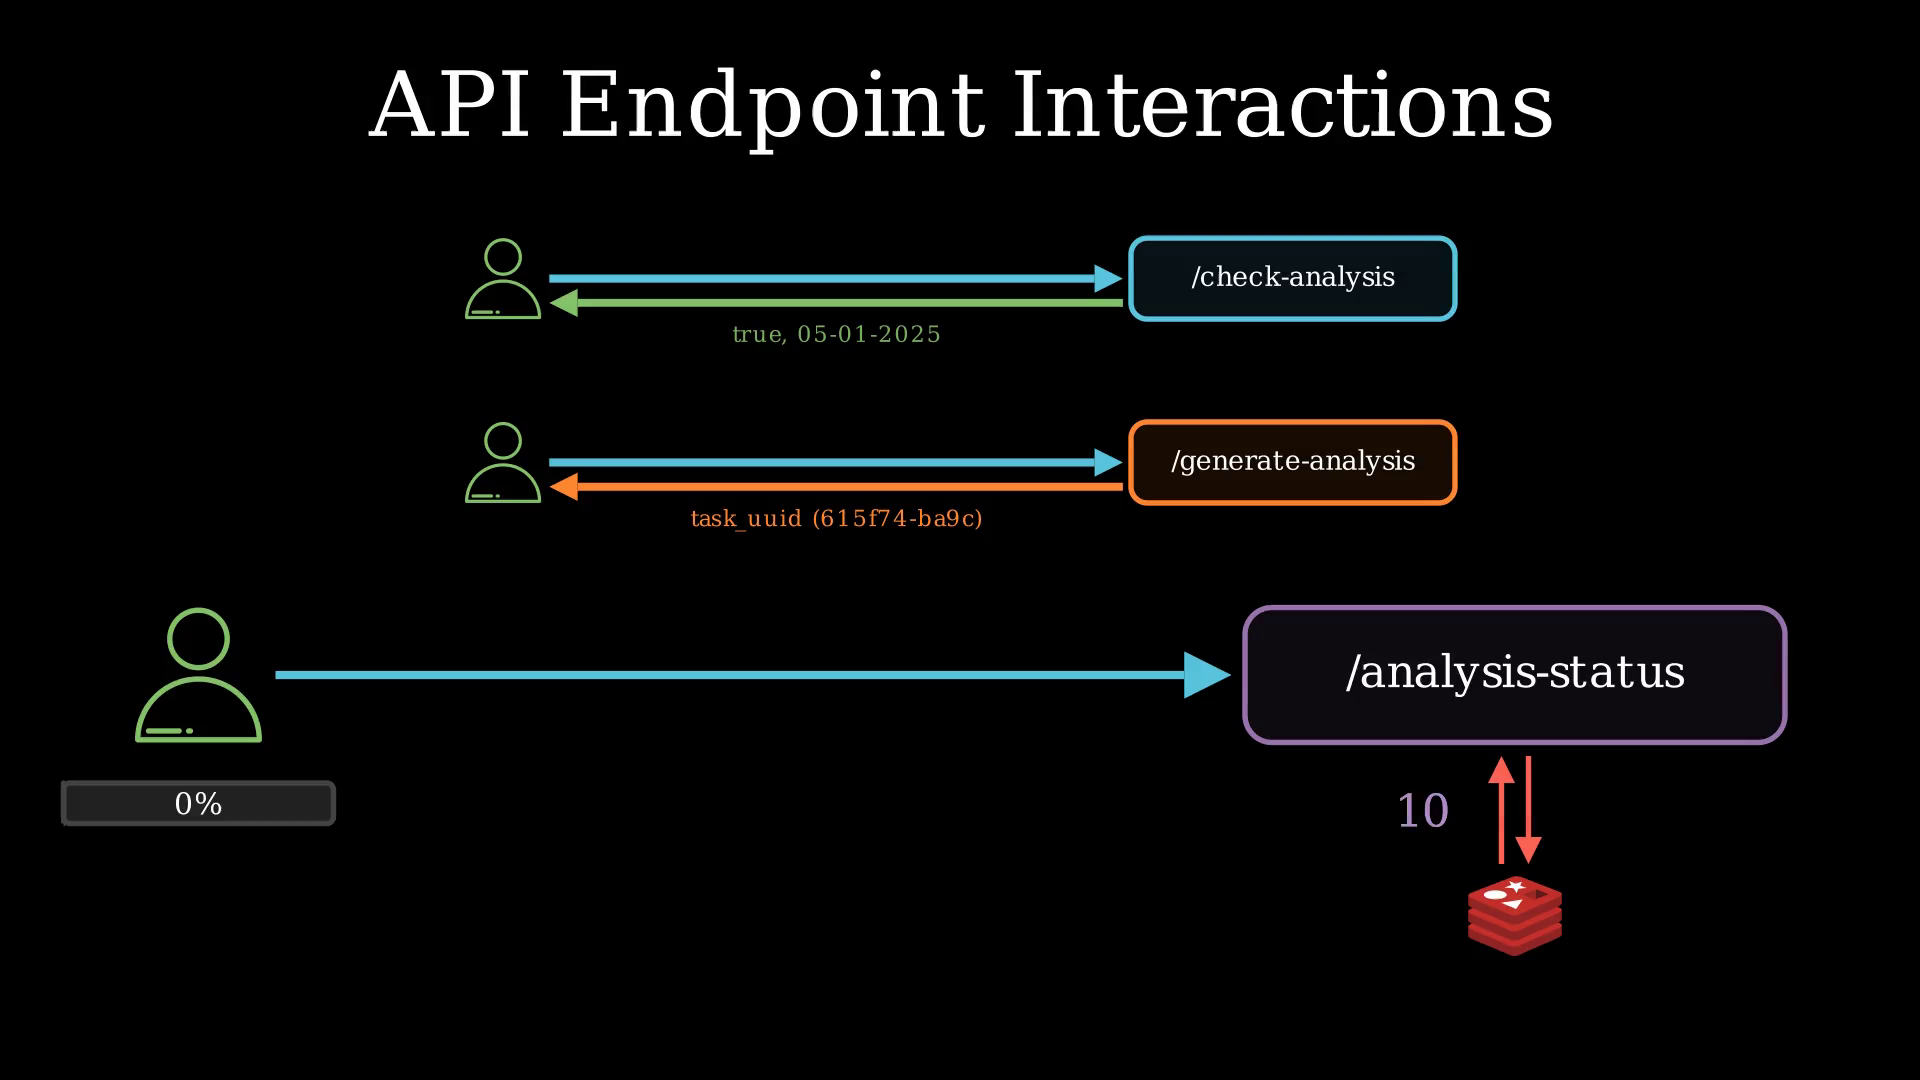 API Endpoint Interactions
/check-analysis
true, 05-01-2025
/generate-analysis
task_uuid (615f74-ba9c)
/analysis-status
0%
10